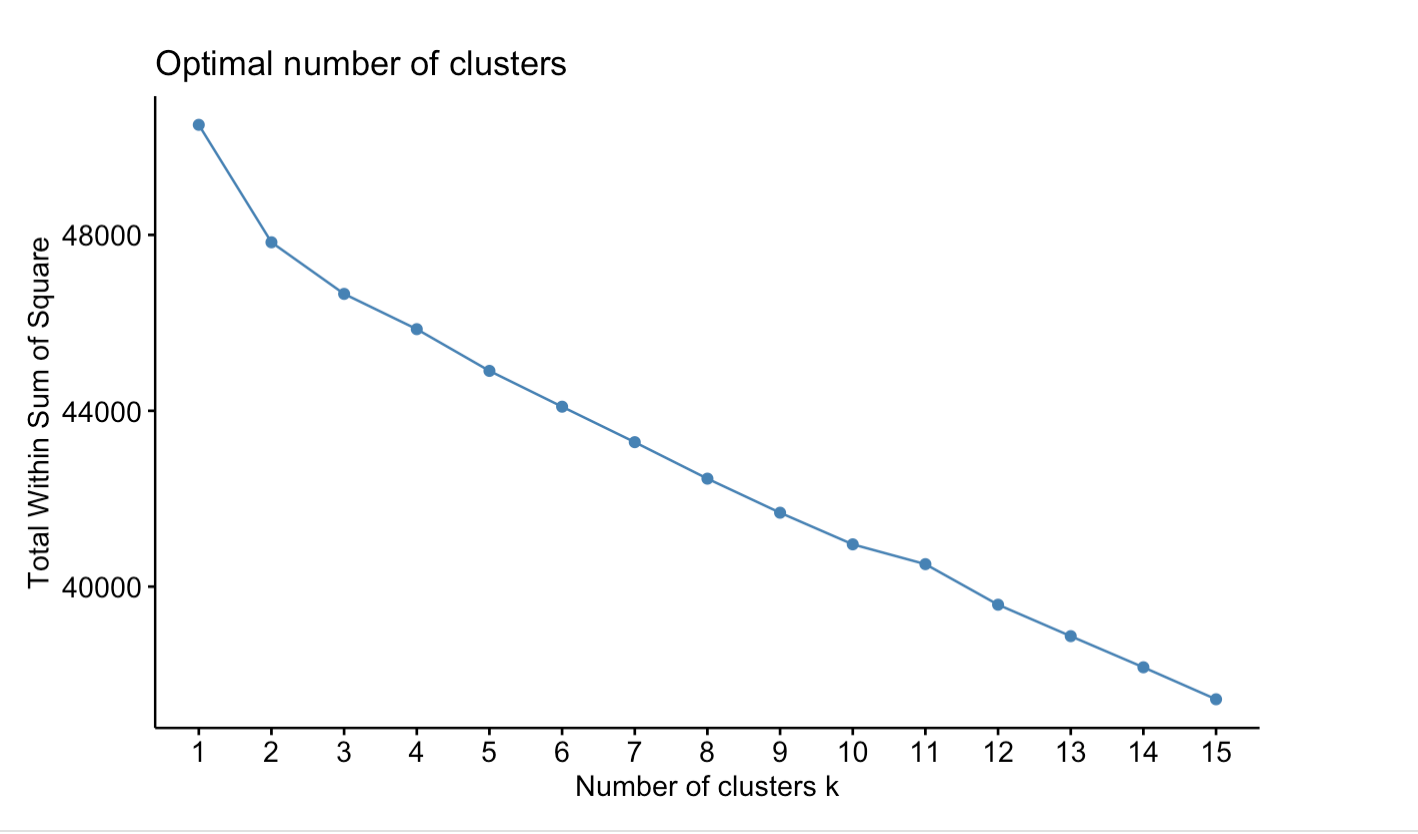 Optimal number of clusters
Total Within Sum of Square
48000
44000
40000
1 2 3 4 5 6 7 8 9 10 11 12 13 14 15
Number of clusters k